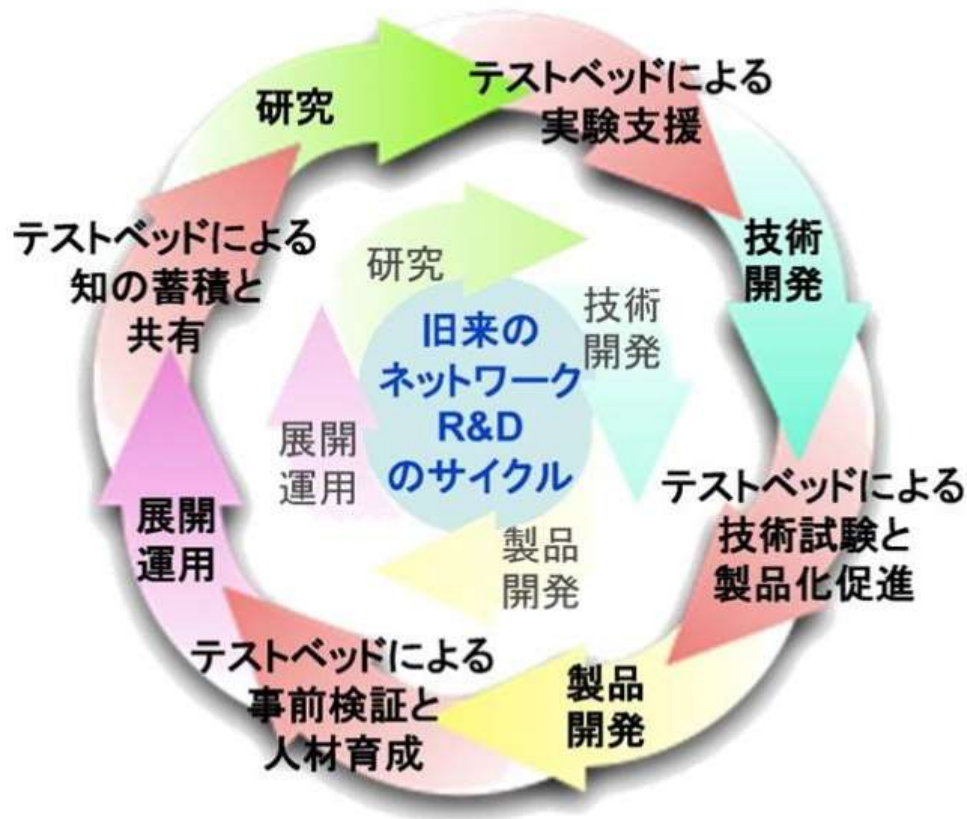 研究
テストベッドによる
実験支援
技術
開発
テストベッドによる
技術試験と
製品化促進
製品
開発
テストベッドによる
事前検証と
人材育成
展開
運用
テストベッドによる
知の蓄積と
共有
研究
技術
開発
製品
開発
展開
運用
旧来の
ネットワーク
R&D
のサイクル